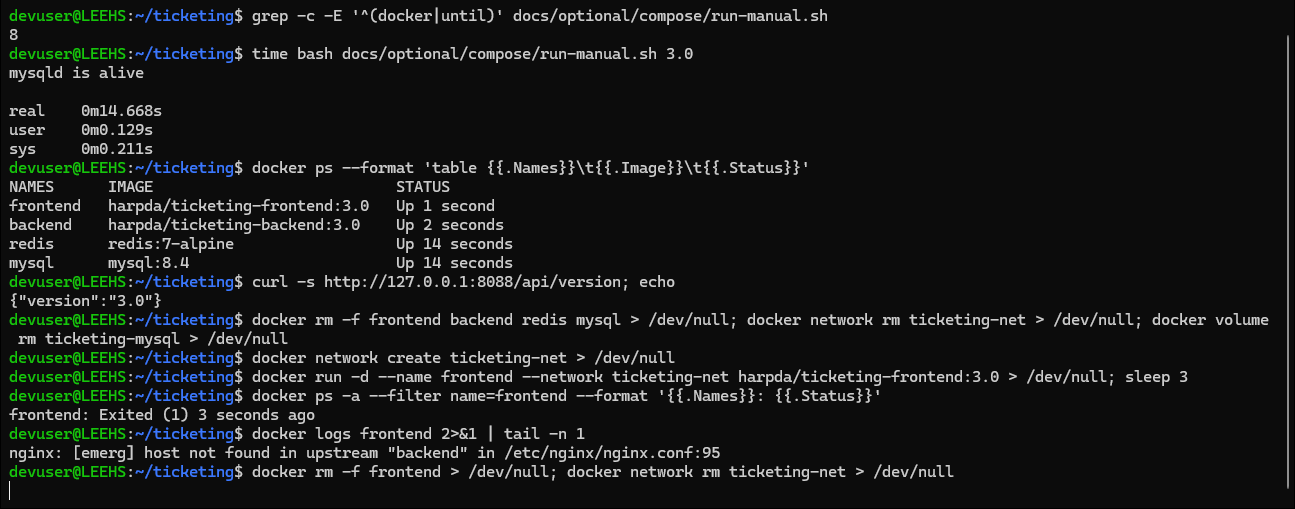 devuser@LEEHS:~/ticketing$ grep -c -E '^(docker|until)' docs/optional/compose/run-manual.sh
8
devuser@LEEHS:~/ticketing$ time bash docs/optional/compose/run-manual.sh 3.0
mysqld is alive
real    0m14.668s
user    0m0.129s
sys     0m0.211s
devuser@LEEHS:~/ticketing$ docker ps --format 'table {{.Names}}\t{{.Image}}\t{{.Status}}'
NAMES      IMAGE                           STATUS
frontend   harpda/ticketing-frontend:3.0   Up 1 second
backend    harpda/ticketing-backend:3.0    Up 2 seconds
redis      redis:7-alpine                  Up 14 seconds
mysql      mysql:8.4                       Up 14 seconds
devuser@LEEHS:~/ticketing$ curl -s http://127.0.0.1:8088/api/version; echo
{"version":"3.0"}
devuser@LEEHS:~/ticketing$ docker rm -f frontend backend redis mysql > /dev/null; docker network rm ticketing-net > /dev/null; docker volume
 rm ticketing-mysql > /dev/null
devuser@LEEHS:~/ticketing$ docker network create ticketing-net > /dev/null
devuser@LEEHS:~/ticketing$ docker run -d --name frontend --network ticketing-net harpda/ticketing-frontend:3.0 > /dev/null; sleep 3
devuser@LEEHS:~/ticketing$ docker ps -a --filter name=frontend --format '{{.Names}}: {{.Status}}'
frontend: Exited (1) 3 seconds ago
devuser@LEEHS:~/ticketing$ docker logs frontend 2>&1 | tail -n 1
nginx: [emerg] host not found in upstream "backend" in /etc/nginx/nginx.conf:95
devuser@LEEHS:~/ticketing$ docker rm -f frontend > /dev/null; docker network rm ticketing-net > /dev/null